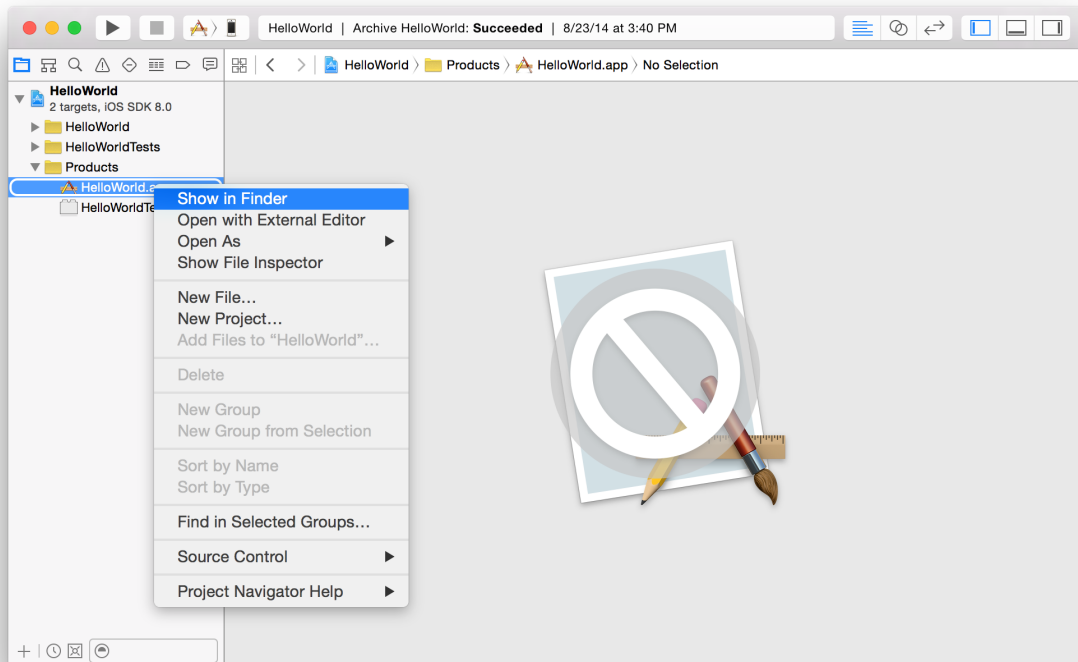 HelloWorld | Archive HelloWorld: Succeeded | 8/23/14 at 3:40 PM
HelloWorld Products HelloWorld.app No Selection
HelloWorld
2 targets, iOS SDK 8.0
HelloWorld
HelloWorldTests
Products
HelloWorld.a
HelloWorldTe
Show in Finder
Open with External Editor
Open As
Show File Inspector
New File…
New Project…
Add Files to “HelloWorld”…
Delete
New Group
New Group from Selection
Sort by Name
Sort by Type
Find in Selected Groups…
Source Control
Project Navigator Help